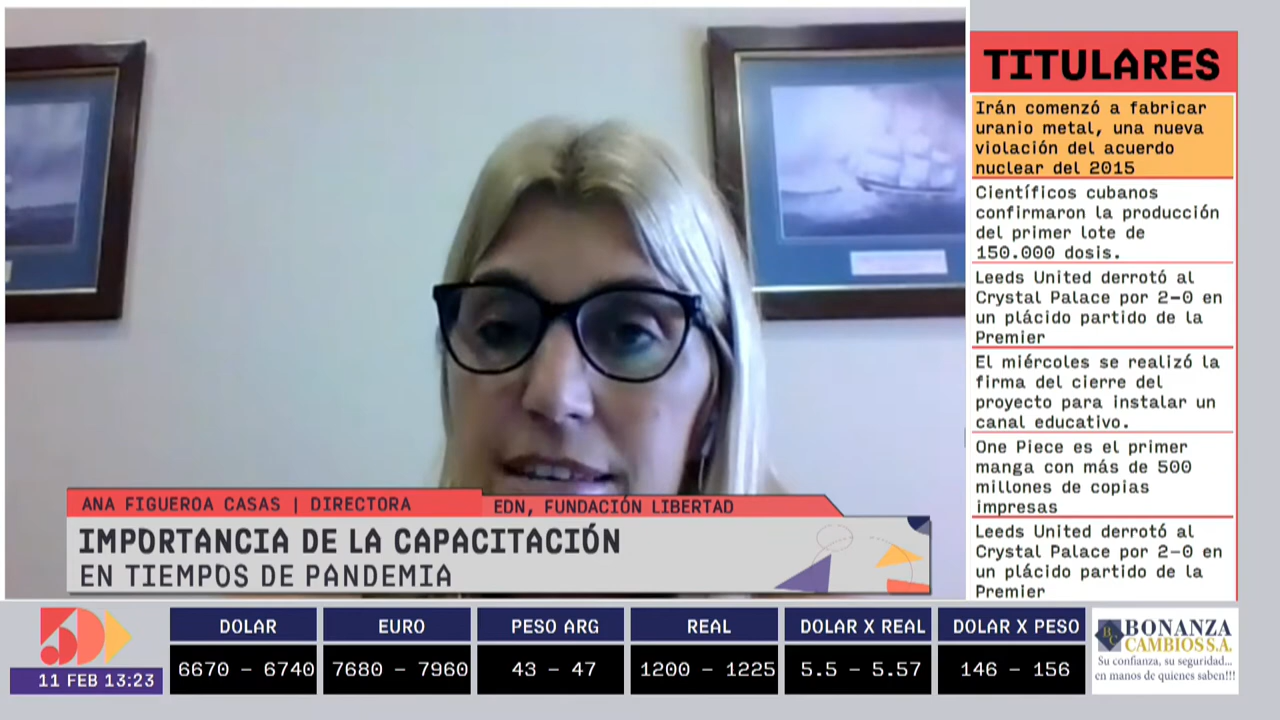 TITULARES
Irán comenzó a fabricar
uranio metal, una nueva
violación del acuerdo
nuclear del 2015
Científicos cubanos
confirmaron la producción
del primer lote de
150.000 dosis.
Leeds United derrotó al
Crystal Palace por 2-0 en
un plácido partido de la
Premier
El miércoles se realizó la
firma del cierre del
proyecto para instalar un
canal educativo.
One Piece es el primer
manga con más de 500
millones de copias
impresas
Leeds United derrotó al
Crystal Palace por 2-0 en
un plácido partido de la
Premier
ANA FIGUEROA CASAS | DIRECTORA
EDN, FUNDACIÓN LIBERTAD
IMPORTANCIA DE LA CAPACITACIÓN
EN TIEMPOS DE PANDEMIA
5D
11 FEB 13:23
DOLAR
6670 - 6740
EURO
7680 - 7960
PESO ARG
43 - 47
REAL
1200 - 1225
DOLAR X REAL
5.5 - 5.57
DOLAR X PESO
146 - 156
BC
BONANZA
CAMBIOS S.A.
Su confianza, su seguridad...
en manos de quienes saben!!!